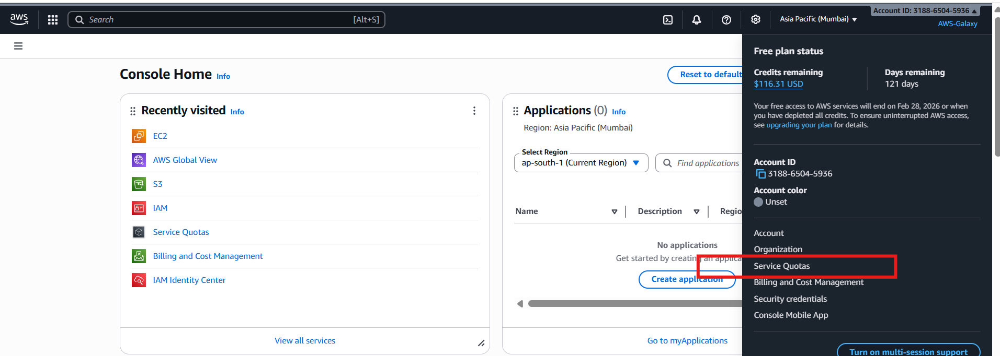 aws
Search [Alt+S]
Asia Pacific (Mumbai)
Account ID: 3188-6504-5936
AWS-Galaxy
Console Home Info
Reset to default
Recently visited Info
EC2
AWS Global View
S3
IAM
Service Quotas
Billing and Cost Management
IAM Identity Center
View all services
Applications (0) Info
Region: Asia Pacific (Mumbai)
Select Region
ap-south-1 (Current Region)
Find applications
Name
Description
Regio
No applications
Get started by creating an applica
Create application
Go to myApplications
Free plan status
Credits remaining
$116.31 USD
Days remaining
121 days
Your free access to AWS services will end on Feb 28, 2026 or when
you have depleted all credits. To ensure uninterrupted AWS access,
see upgrading your plan for details.
Account ID
3188-6504-5936
Account color
Unset
Account
Organization
Service Quotas
Billing and Cost Management
Security credentials
Console Mobile App
Turn on multi-session support